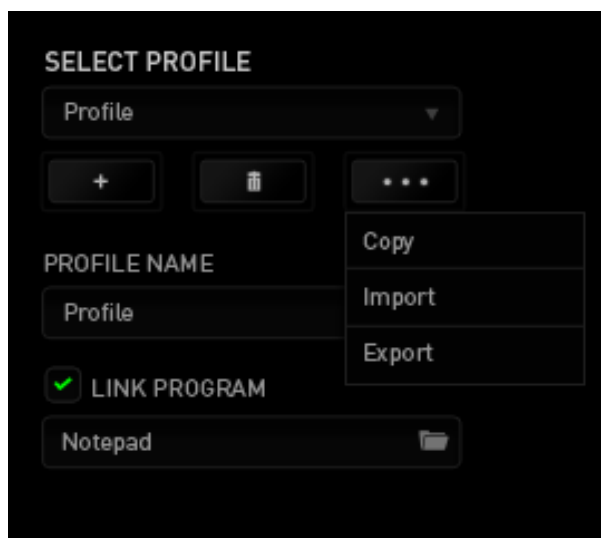 SELECT PROFILE
Profile
+
Copy
Import
Export
PROFILE NAME
Profile
LINK PROGRAM
Notepad